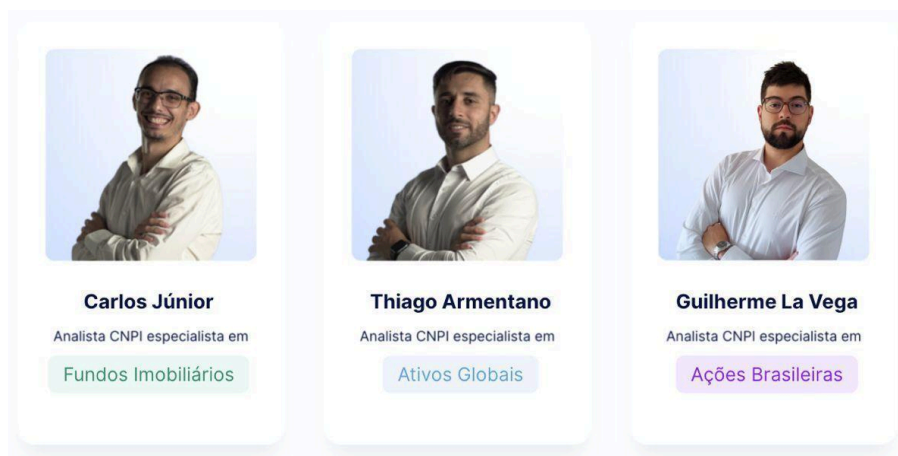 Carlos Júnior
Analista CNPI especialista em
Fundos Imobiliários
Thiago Armentano
Analista CNPI especialista em
Ativos Globais
Guilherme La Vega
Analista CNPI especialista em
Ações Brasileiras